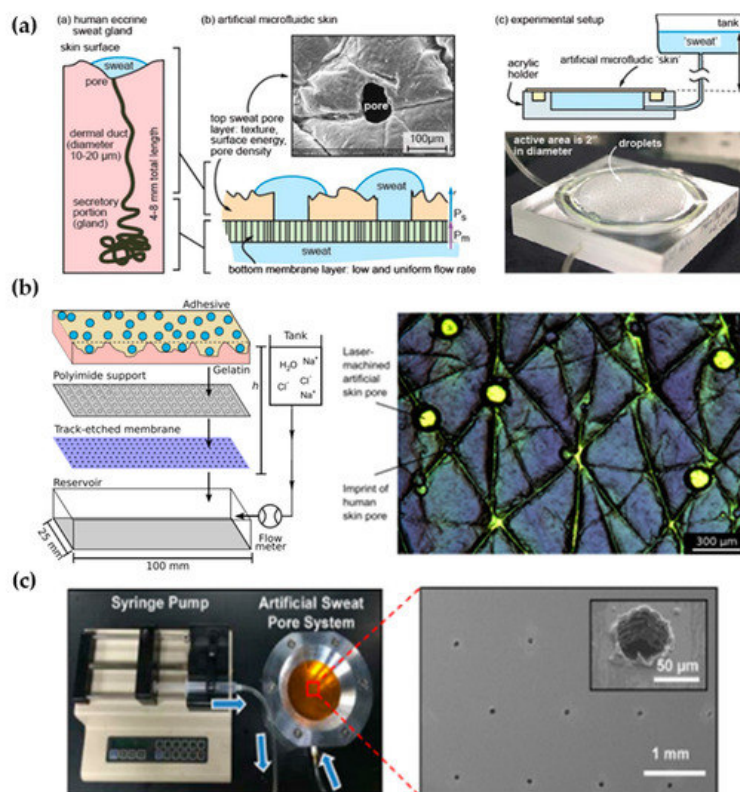 (a)
(a) human eccrine
sweat gland
skin surface
sweat
pore
dermal duct
(diameter
10-20 μm)
secretory
portion
(gland)
4-8 mm total length
(b) artificial microfluidic skin
top sweat pore
layer: texture,
surface energy,
pore density
pore
100μm
sweat
r
Ps
Pm
sweat
bottom membrane layer: low and uniform flow rate
(c) experimental setup
tank
'sweat'
artificial microfluidic 'skin'
acrylic
holder
active area is 2"
in diameter
droplets
(b)
Adhesive
Gelatin
Polyimide support
Track-etched membrane
Reservoir
25 mm
100 mm
h
Tank
H₂O Na⁺
Cl⁻ Cl⁻
Na⁺
Flow
meter
Laser-
machined
artificial
skin pore
Imprint of
human
skin pore
300 μm
(c)
Syringe Pump
Artificial Sweat
Pore System
50 μm
1 mm